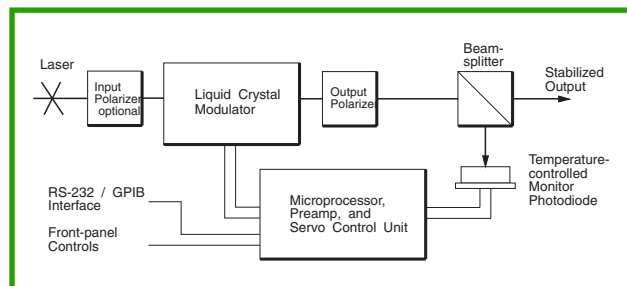 Laser
Input
Polarizer
optional
Liquid Crystal
Modulator
Output
Polarizer
Beam-
splitter
Stabilized
Output
Temperature-
controlled
Monitor
Photodiode
RS-232 / GPIB
Interface
Front-panel
Controls
Microprocessor,
Preamp, and
Servo Control Unit